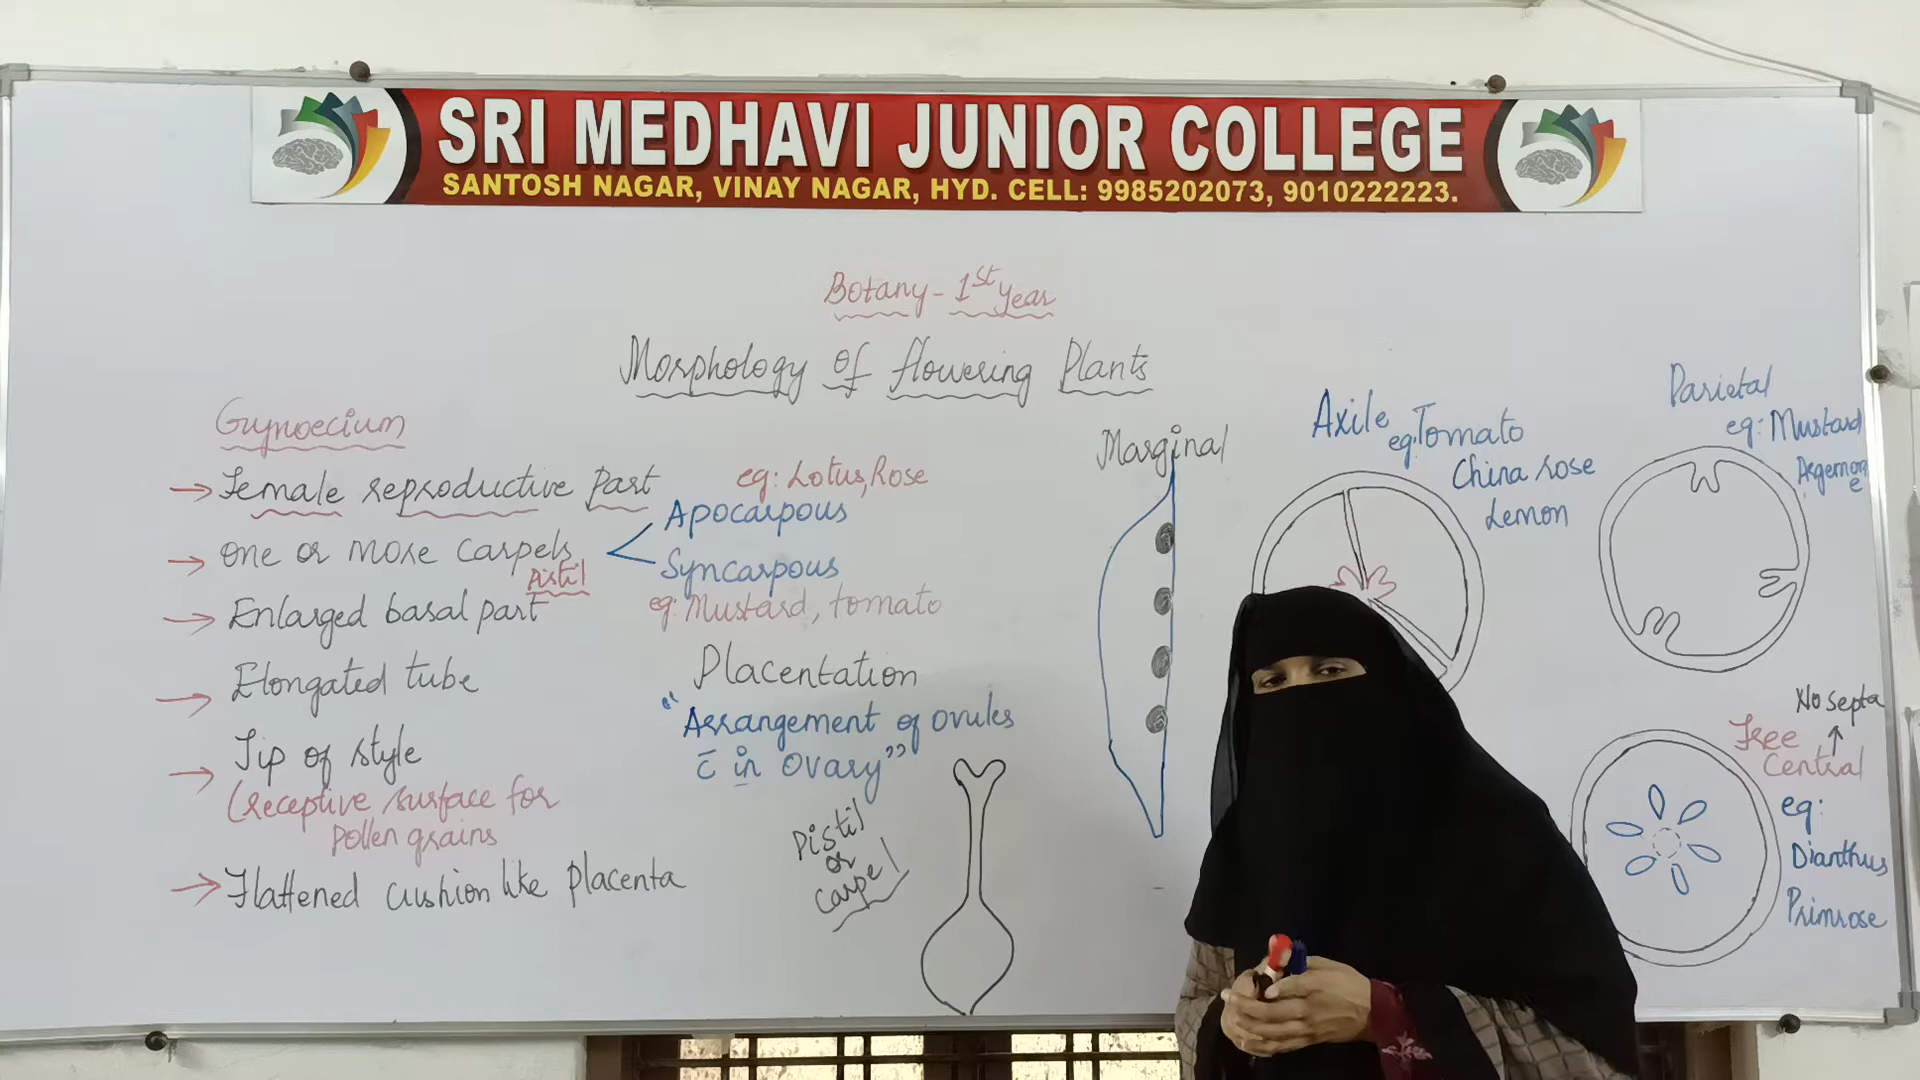 SRI MEDHAVI JUNIOR COLLEGE
SANTOSH NAGAR, VINAY NAGAR, HYD. CELL: 9985202073, 9010222223.
Botany - 1st year
Morphology of flowering Plants
Gynoecium
Female reproductive part
One or more carpels
Pistil
Enlarged basal part
Elongated tube
Tip of style
(receptive surface for
pollen grains
Flattened cushion like placenta
eg: Lotus, Rose
Apocarpous
Syncarpous
eg: Mustard, tomato
Placentation
"Arrangement of ovules
c̄ in ovary"
Pistil
or
carpel
Marginal
Axile
eg: Tomato
China rose
Lemon
Parietal
eg: Mustard
Argemone
No septa
Free
Central
eg:
Dianthus
Primrose